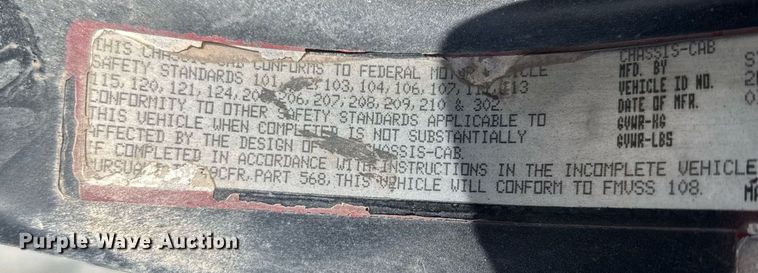 THIS CHASSIS-CAB CONFORMS TO FEDERAL MOTOR VEHICLE
SAFETY STANDARDS 101, 103, 104, 106, 107, 113
115, 120, 121, 124, 206, 207, 208, 209, 210 & 302.
CONFORMITY TO OTHER SAFETY STANDARDS APPLICABLE TO
THIS VEHICLE WHEN COMPLETED IS NOT SUBSTANTIALLY
AFFECTED BY THE DESIGN OF CHASSIS-CAB.
IF COMPLETED IN ACCORDANCE WITH INSTRUCTIONS IN THE INCOMPLETE VEHICLE
CFR, PART 568, THIS VEHICLE WILL CONFORM TO FMVSS 108.
CHASSIS-CAB
MFD. BY
VEHICLE ID NO.
DATE OF MFR.
GVWR-KG
GVWR-LBS
Purple Wave Auction